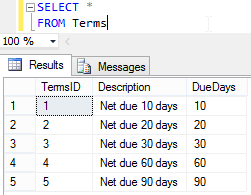 SELECT *
FROM Terms
100 %
Results Messages
TermsID Description DueDays
1 1 Net due 10 days 10
2 2 Net due 20 days 20
3 3 Net due 30 days 30
4 4 Net due 60 days 60
5 5 Net due 90 days 90